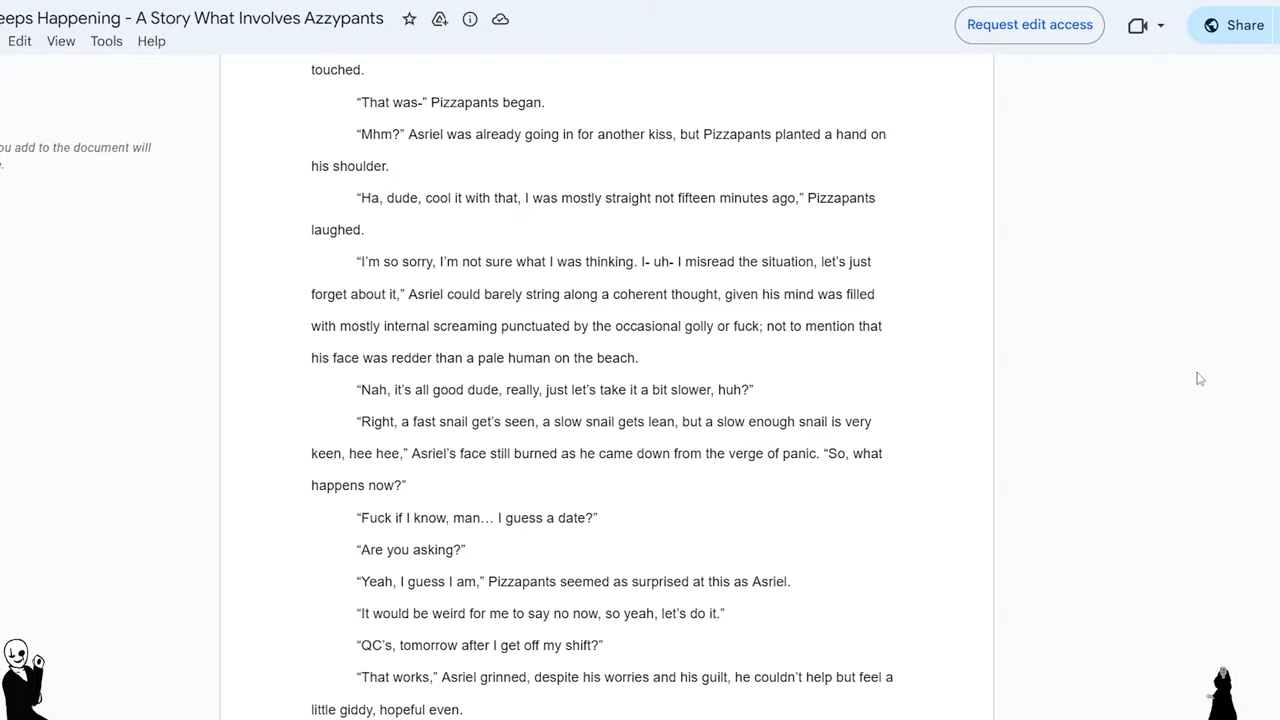 eeps Happening - A Story What Involves Azzypants
Request edit access
Share
Edit View Tools Help
touched.
“That was-” Pizzapants began.
“Mhm?” Asriel was already going in for another kiss, but Pizzapants planted a hand on
his shoulder.
“Ha, dude, cool it with that, I was mostly straight not fifteen minutes ago,” Pizzapants
laughed.
“I’m so sorry, I’m not sure what I was thinking. I- uh- I misread the situation, let’s just
forget about it,” Asriel could barely string along a coherent thought, given his mind was filled
with mostly internal screaming punctuated by the occasional golly or fuck; not to mention that
his face was redder than a pale human on the beach.
“Nah, it’s all good dude, really, just let’s take it a bit slower, huh?”
“Right, a fast snail get’s seen, a slow snail gets lean, but a slow enough snail is very
keen, hee hee,” Asriel’s face still burned as he came down from the verge of panic. “So, what
happens now?”
“Fuck if I know, man… I guess a date?”
“Are you asking?”
“Yeah, I guess I am,” Pizzapants seemed as surprised at this as Asriel.
“It would be weird for me to say no now, so yeah, let’s do it.”
“QC’s, tomorrow after I get off my shift?”
“That works,” Asriel grinned, despite his worries and his guilt, he couldn’t help but feel a
little giddy, hopeful even.
ou add to the document will
e.